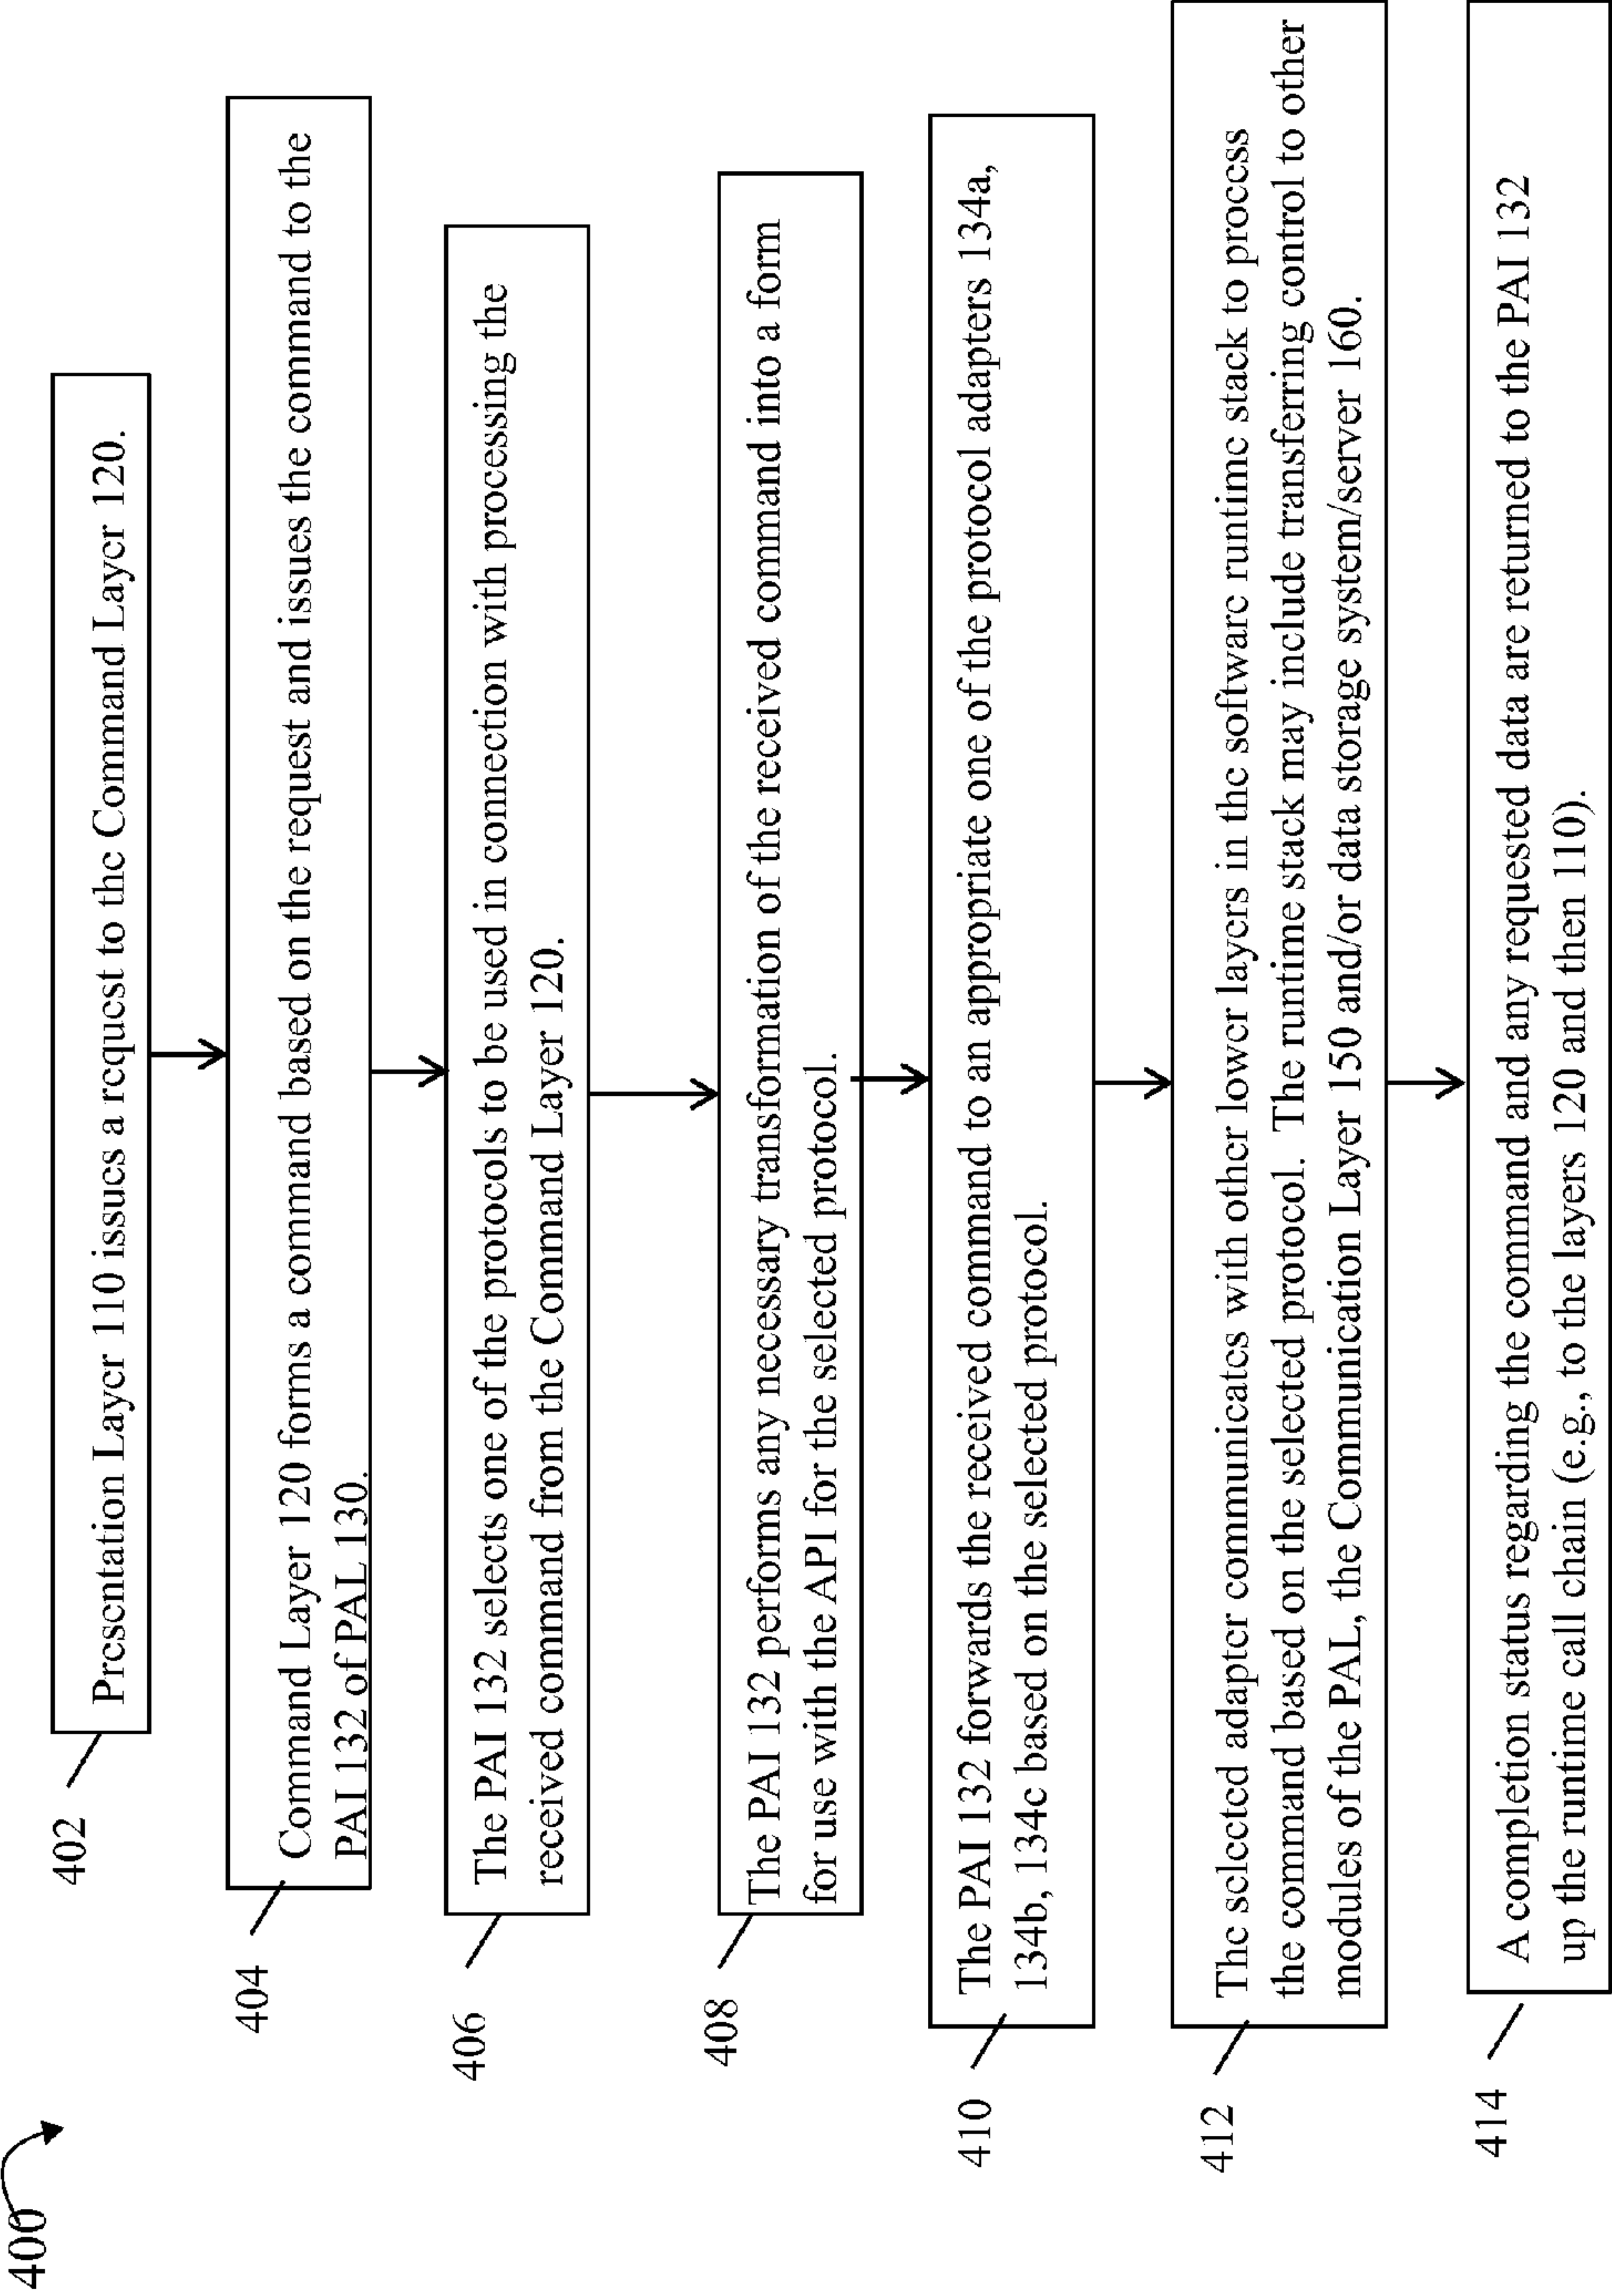 400
402
Presentation Layer 110 issues a request to the Command Layer 120.
404
Command Layer 120 forms a command based on the request and issues the command to the
PAI 132 of PAL 130.
406
The PAI 132 selects one of the protocols to be used in connection with processing the
received command from the Command Layer 120.
408
The PAI 132 performs any necessary transformation of the received command into a form
for use with the API for the selected protocol.
410
The PAI 132 forwards the received command to an appropriate one of the protocol adapters 134a,
134b, 134c based on the selected protocol.
412
The selected adapter communicates with other lower layers in the software runtime stack to process
the command based on the selected protocol. The runtime stack may include transferring control to other
modules of the PAL, the Communication Layer 150 and/or data storage system/server 160.
414
A completion status regarding the command and any requested data are returned to the PAI 132
up the runtime call chain (e.g., to the layers 120 and then 110).